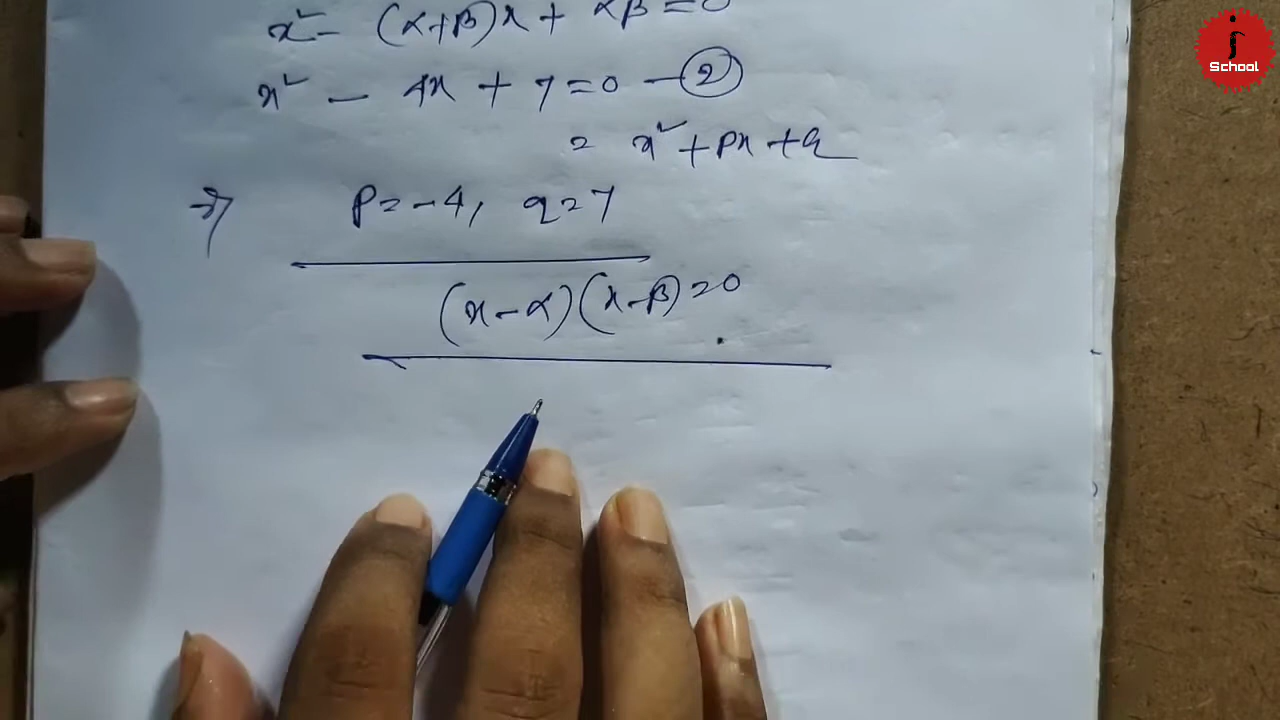 x² - (α+β)x + αβ = 0
x² - 4x + 7 = 0 - ②
= x² + px + q
⇒ p = -4, q = 7
(x-α)(x-β) = 0
i School